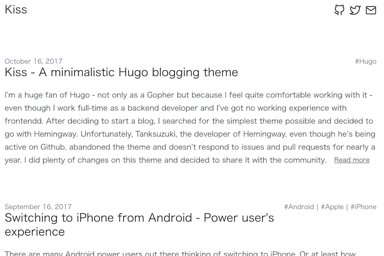 Kiss
October 16, 2017
#Hugo
Kiss - A minimalistic Hugo blogging theme
I'm a huge fan of Hugo - not only as a Gopher but because I feel quite comfortable working with it -
even though I work full-time as a backend developer and I've got no working experience with
frontendd. After deciding to start a blog, I searched for the simplest theme possible and decided to
go with Hemingway. Unfortunately, Tanksuzuki, the developer of Hemingway, even though he's being
active on Github, abandoned the theme and doesn't respond to issues and pull requests for nearly a
year. I did plenty of changes on this theme and decided to share it with the community. Read more
September 16, 2017
#Android | #Apple | #iPhone
Switching to iPhone from Android - Power user's
experience
There are many Android power users out there thinking of switching to iPhone. Or at least how